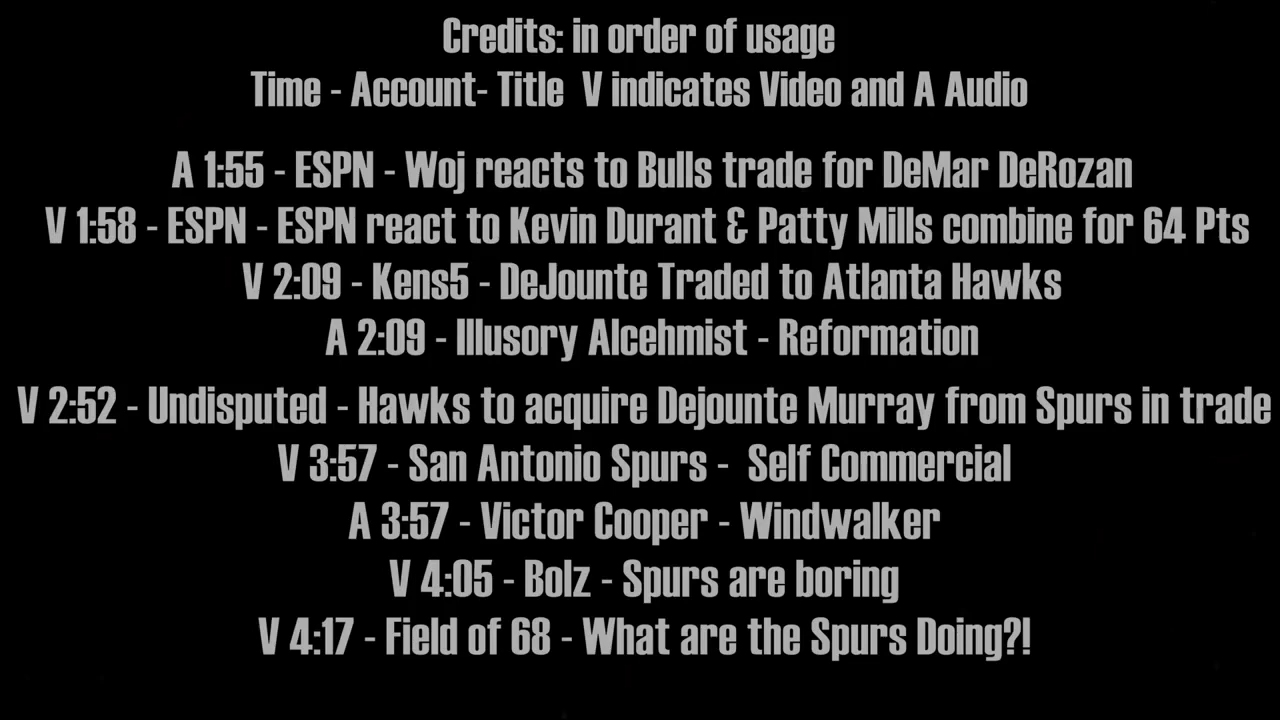 Credits: in order of usage
Time - Account- Title V indicates Video and A Audio
A 1:55 - ESPN - Woj reacts to Bulls trade for DeMar DeRozan
V 1:58 - ESPN - ESPN react to Kevin Durant & Patty Mills combine for 64 Pts
V 2:09 - Kens5 - DeJounte Traded to Atlanta Hawks
A 2:09 - Illusory Alcehmist - Reformation
V 2:52 - Undisputed - Hawks to acquire Dejounte Murray from Spurs in trade
V 3:57 - San Antonio Spurs - Self Commercial
A 3:57 - Victor Cooper - Windwalker
V 4:05 - Bolz - Spurs are boring
V 4:17 - Field of 68 - What are the Spurs Doing?!